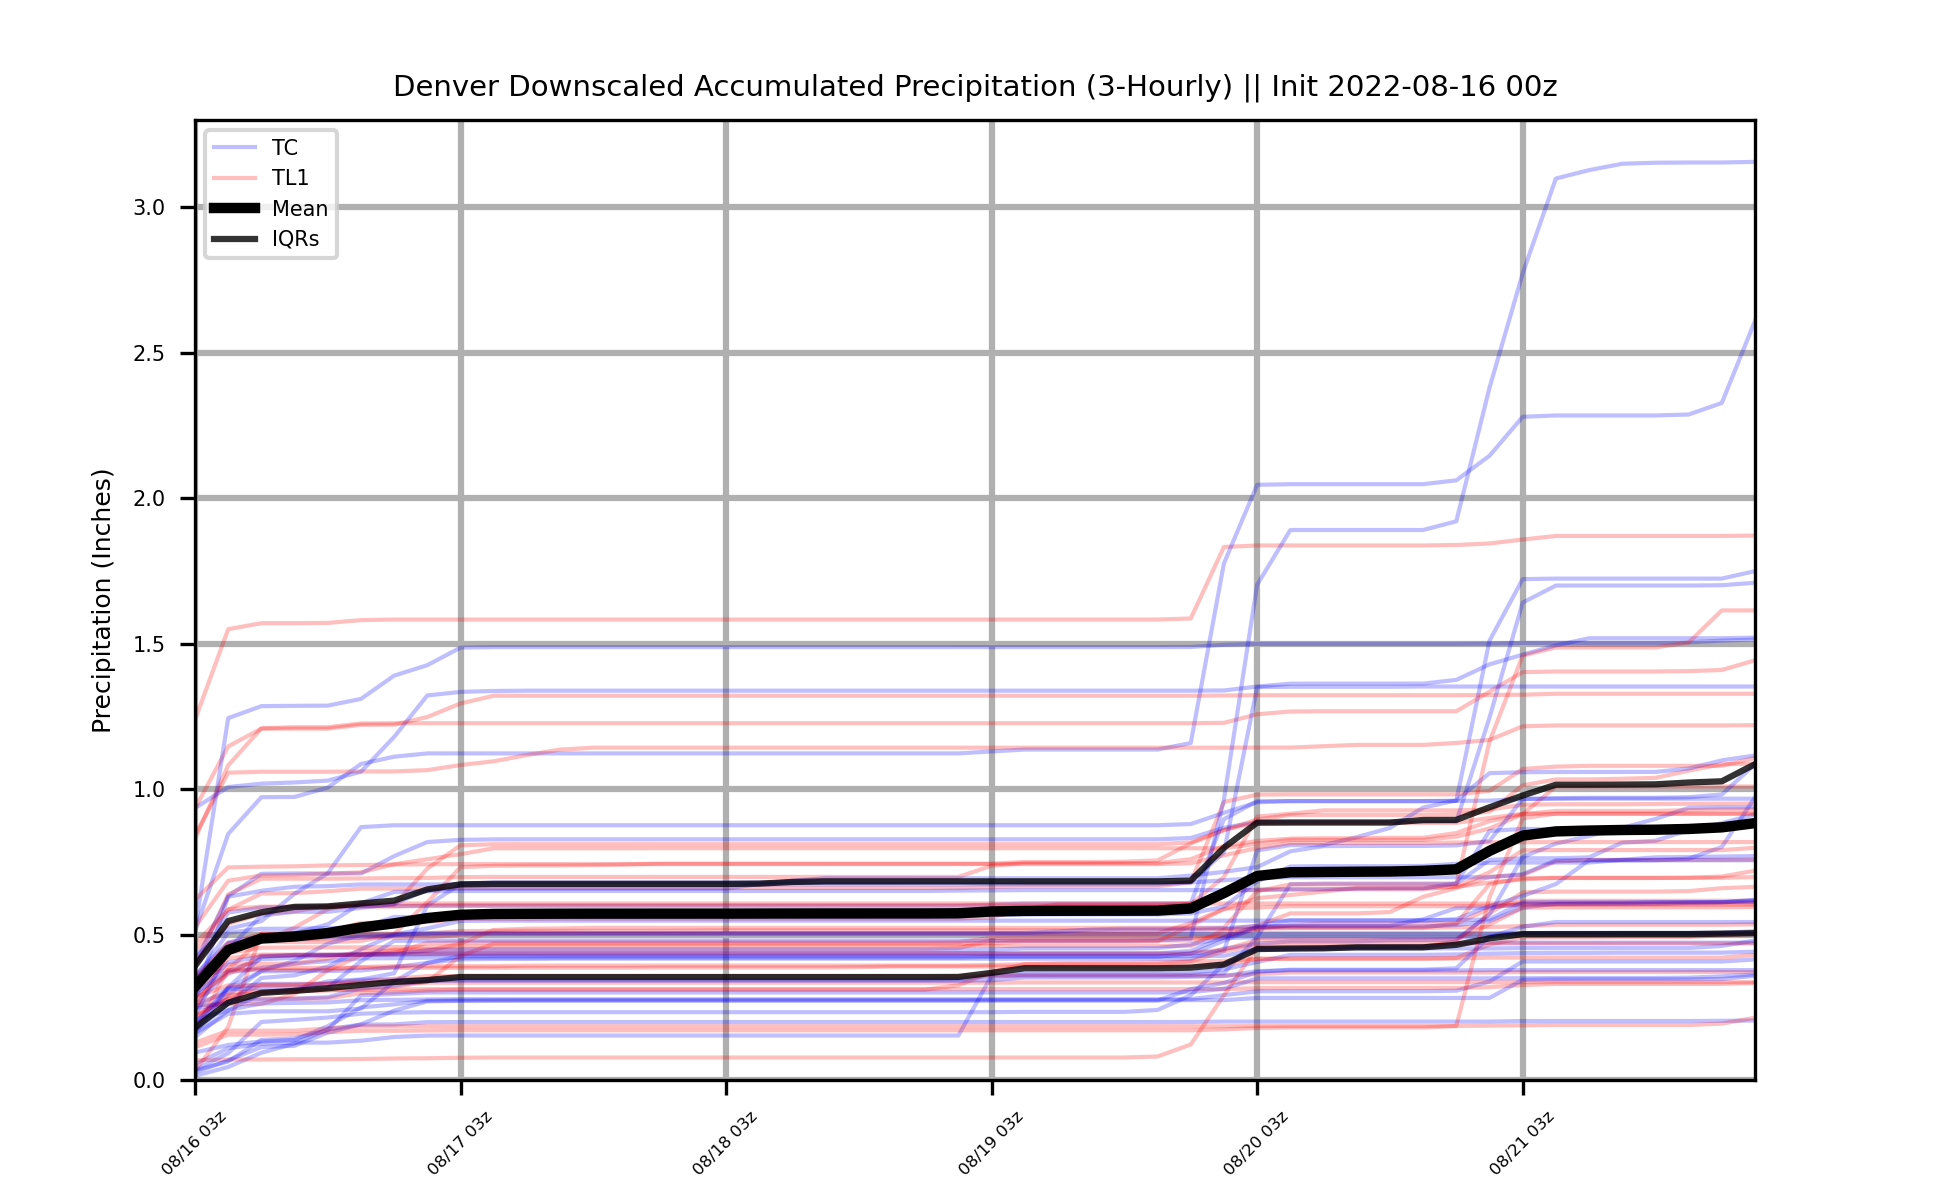 Denver Downscaled Accumulated Precipitation (3-Hourly) || Init 2022-08-16 00z
TC
TL1
Mean
IQRs
Precipitation (Inches)
3.0
2.5
2.0
1.5
1.0
0.5
0.0
08/16 03z
08/17 03z
08/18 03z
08/19 03z
08/20 03z
08/21 03z